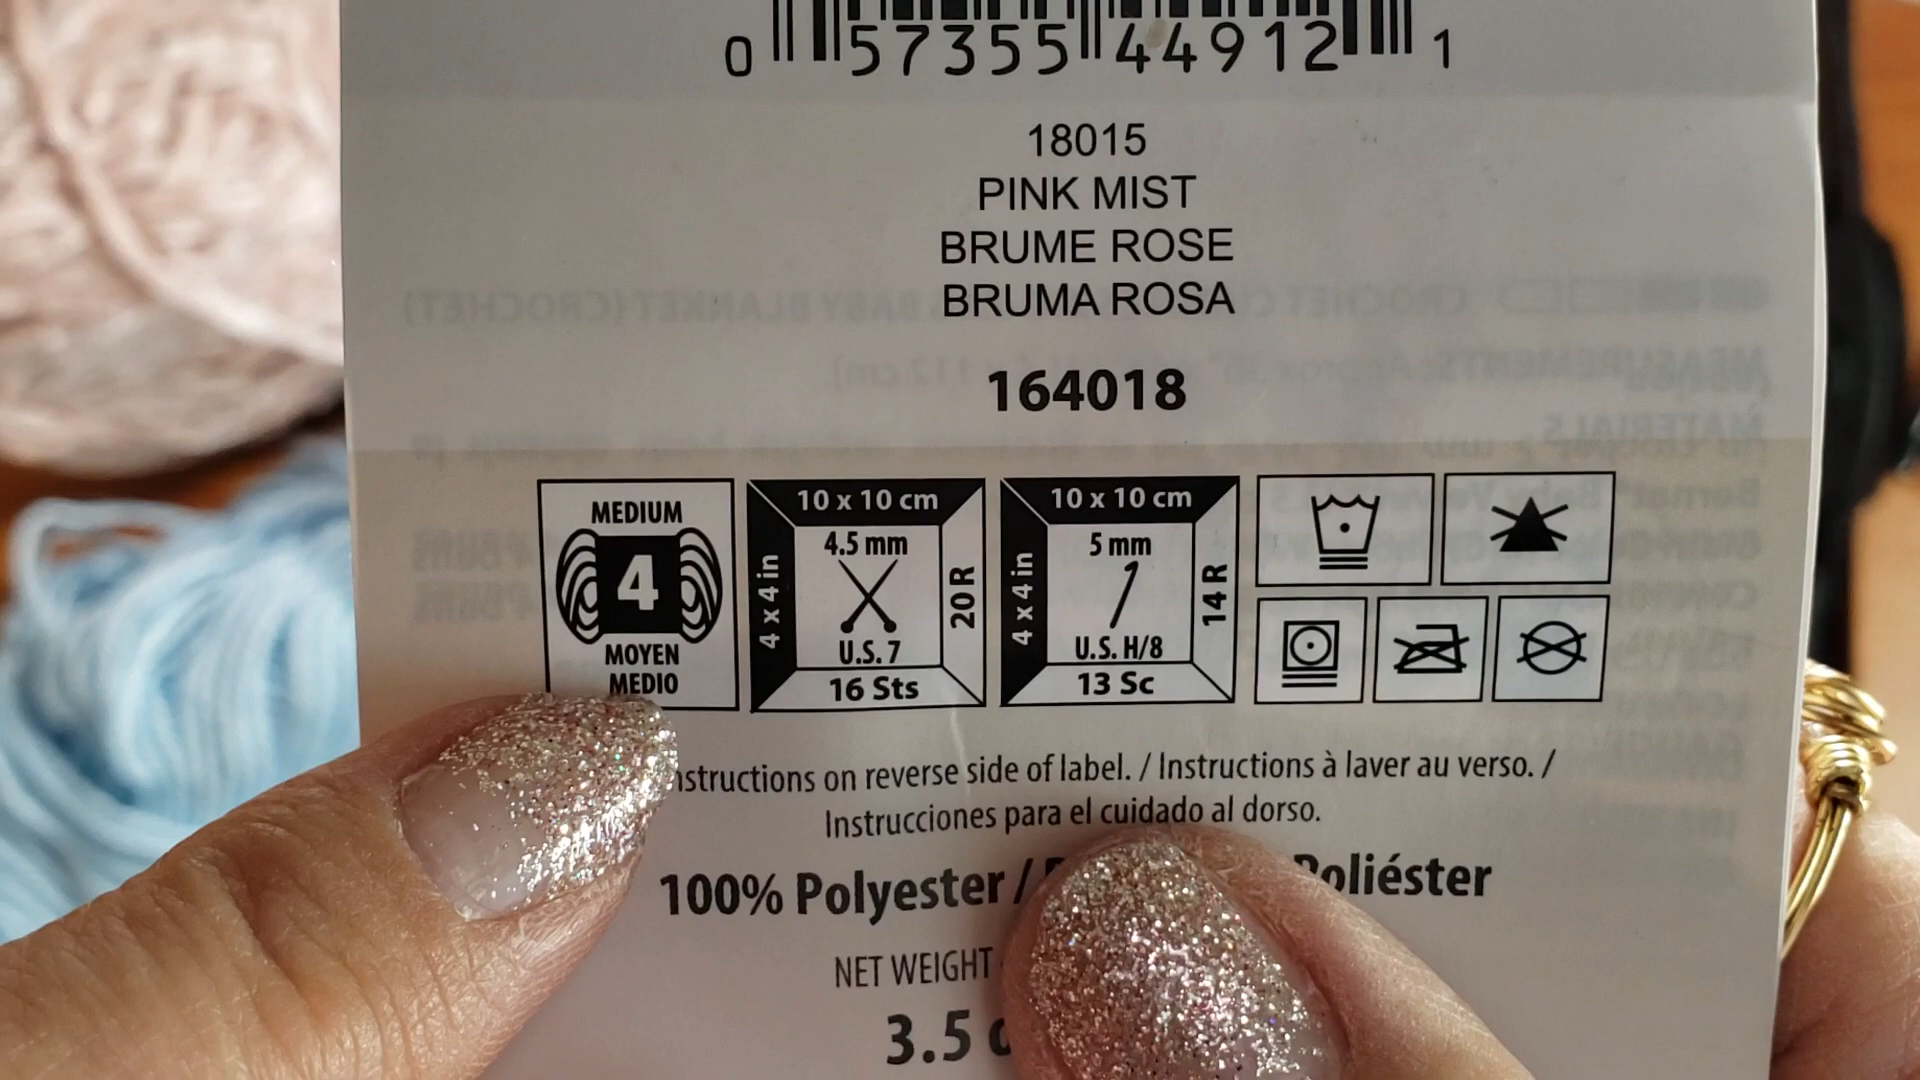 0 57355 44912 1
18015
PINK MIST
BRUME ROSE
BRUMA ROSA
164018
MEDIUM
4
MOYEN
MEDIO
10 x 10 cm
4 x 4 in
4.5 mm
U.S. 7
20 R
16 Sts
10 x 10 cm
4 x 4 in
5 mm
U.S. H/8
14 R
13 Sc
on reverse side of label. / Instructions à laver au verso. /
Instrucciones para el cuidado al dorso.
100% Polyester /
NET WEIGHT
3.5